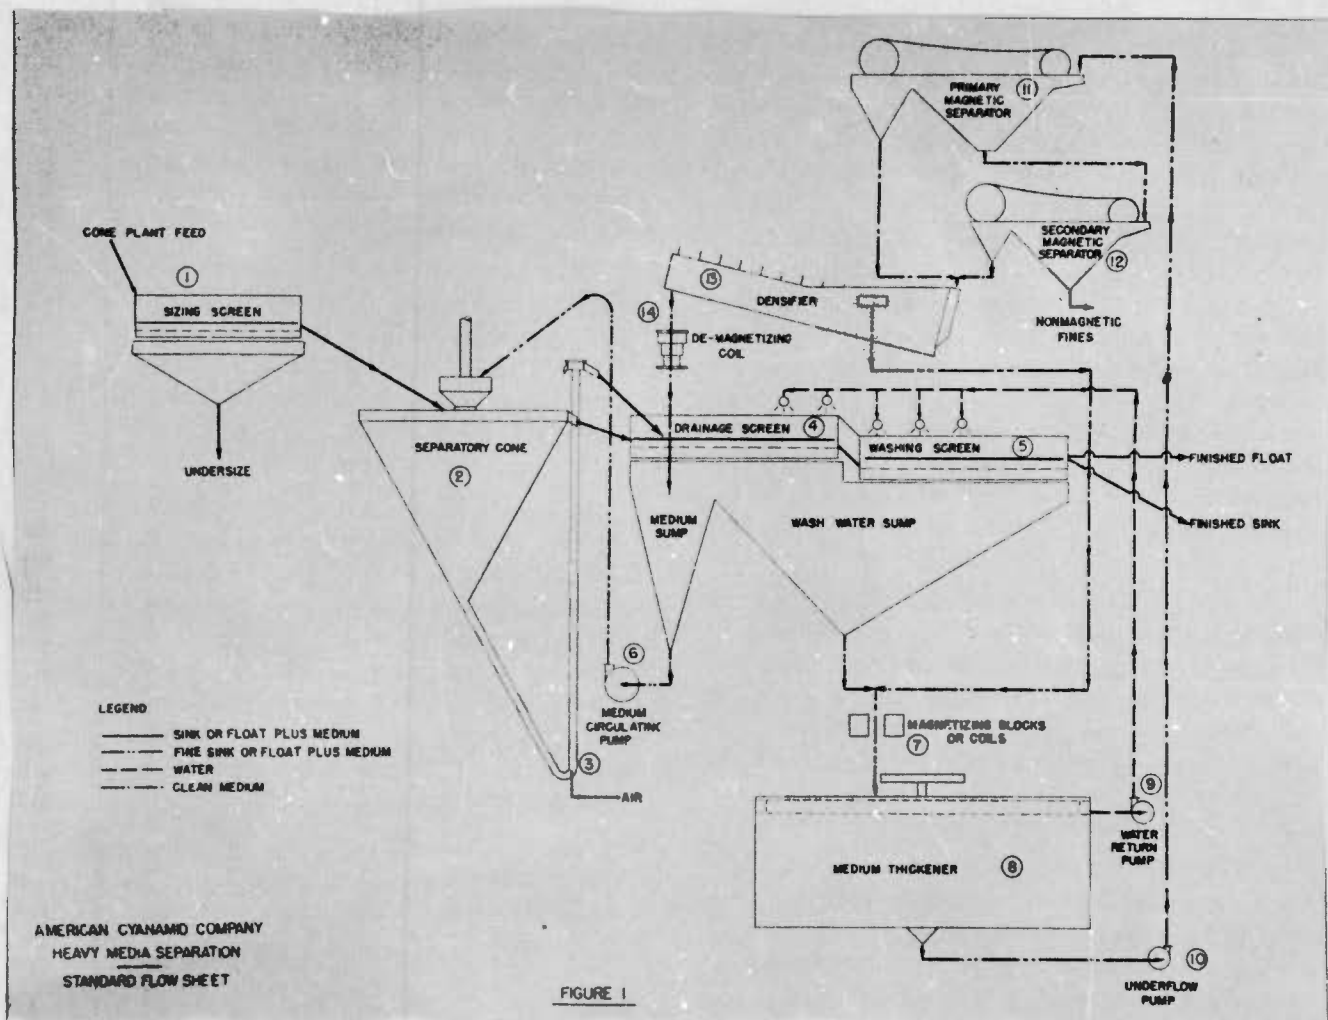 11
PRIMARY
MAGNETIC
SEPARATOR
CONE PLANT FEED
1
SIZING SCREEN
UNDERSIZE
SECONDARY
MAGNETIC
SEPARATOR
12
NONMAGNETIC
FINES
13
DENSIFIER
14
DE-MAGNETIZING
COIL
SEPARATORY CONE
2
DRAINAGE SCREEN
4
WASHING SCREEN
5
FINISHED FLOAT
FINISHED SINK
MEDIUM
SUMP
WASH WATER SUMP
6
MEDIUM
CIRCULATING
PUMP
3
AIR
MAGNETIZING BLOCKS
OR COILS
7
9
WATER
RETURN
PUMP
MEDIUM THICKENER
8
10
UNDERFLOW
PUMP
LEGEND
SINK OR FLOAT PLUS MEDIUM
FINE SINK OR FLOAT PLUS MEDIUM
WATER
CLEAN MEDIUM
AMERICAN CYANAMID COMPANY
HEAVY MEDIA SEPARATION
STANDARD FLOW SHEET
FIGURE 1